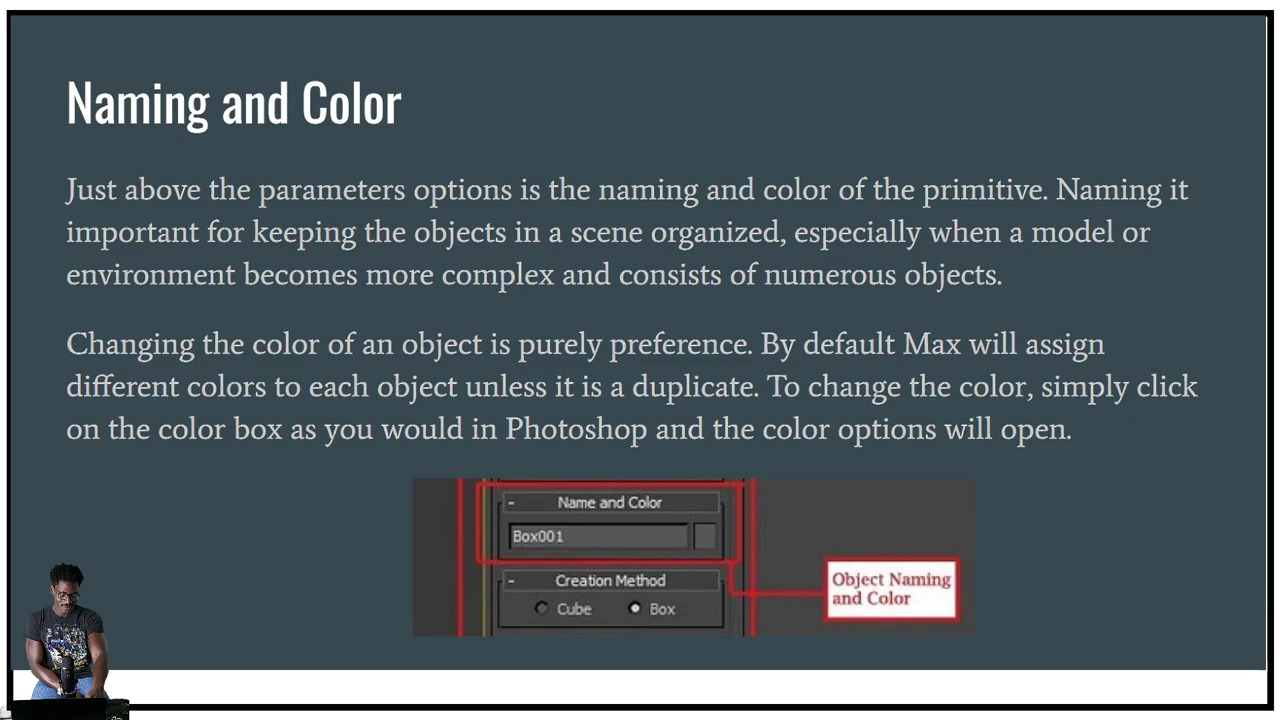 Naming and Color
Just above the parameters options is the naming and color of the primitive. Naming it
important for keeping the objects in a scene organized, especially when a model or
environment becomes more complex and consists of numerous objects.
Changing the color of an object is purely preference. By default Max will assign
different colors to each object unless it is a duplicate. To change the color, simply click
on the color box as you would in Photoshop and the color options will open.
- Name and Color
Box001
- Creation Method
Cube Box
Object Naming
and Color